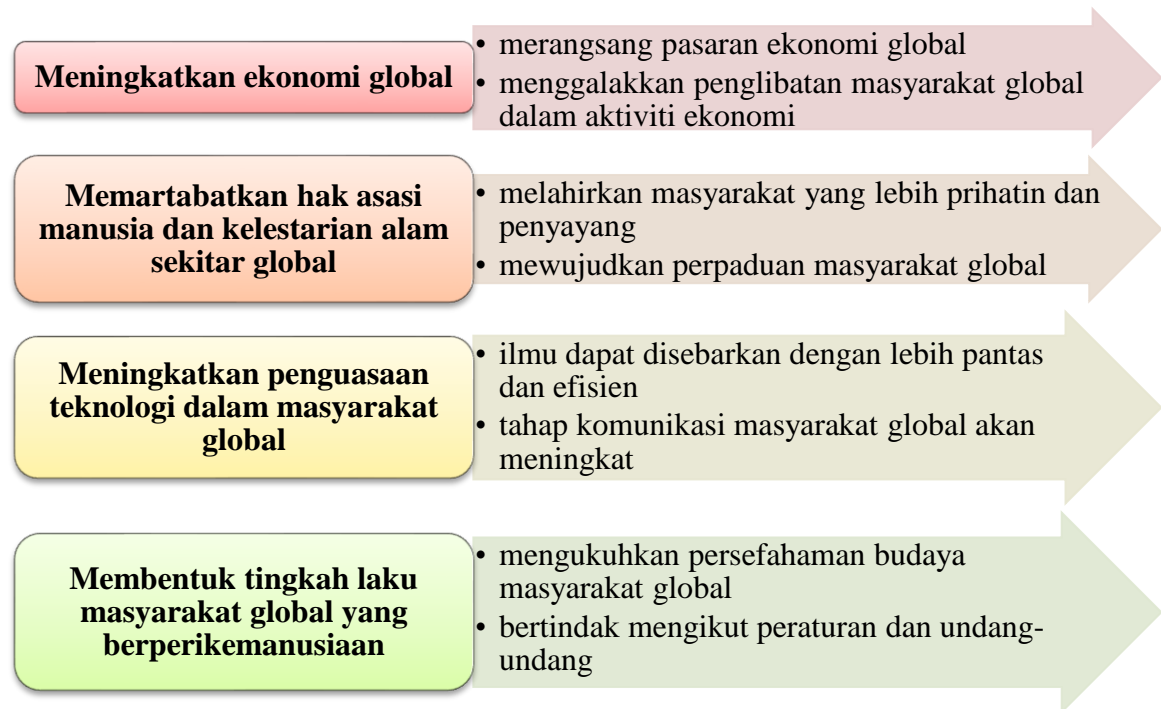 Meningkatkan ekonomi global
• merangsang pasaran ekonomi global
• menggalakkan penglibatan masyarakat global
dalam aktiviti ekonomi
Memartabatkan hak asasi
manusia dan kelestarian alam
sekitar global
• melahirkan masyarakat yang lebih prihatin dan
penyayang
• mewujudkan perpaduan masyarakat global
Meningkatkan penguasaan
teknologi dalam masyarakat
global
• ilmu dapat disebarkan dengan lebih pantas
dan efisien
• tahap komunikasi masyarakat global akan
meningkat
Membentuk tingkah laku
masyarakat global yang
berperikemanusiaan
• mengukuhkan persefahaman budaya
masyarakat global
• bertindak mengikut peraturan dan undang-
undang